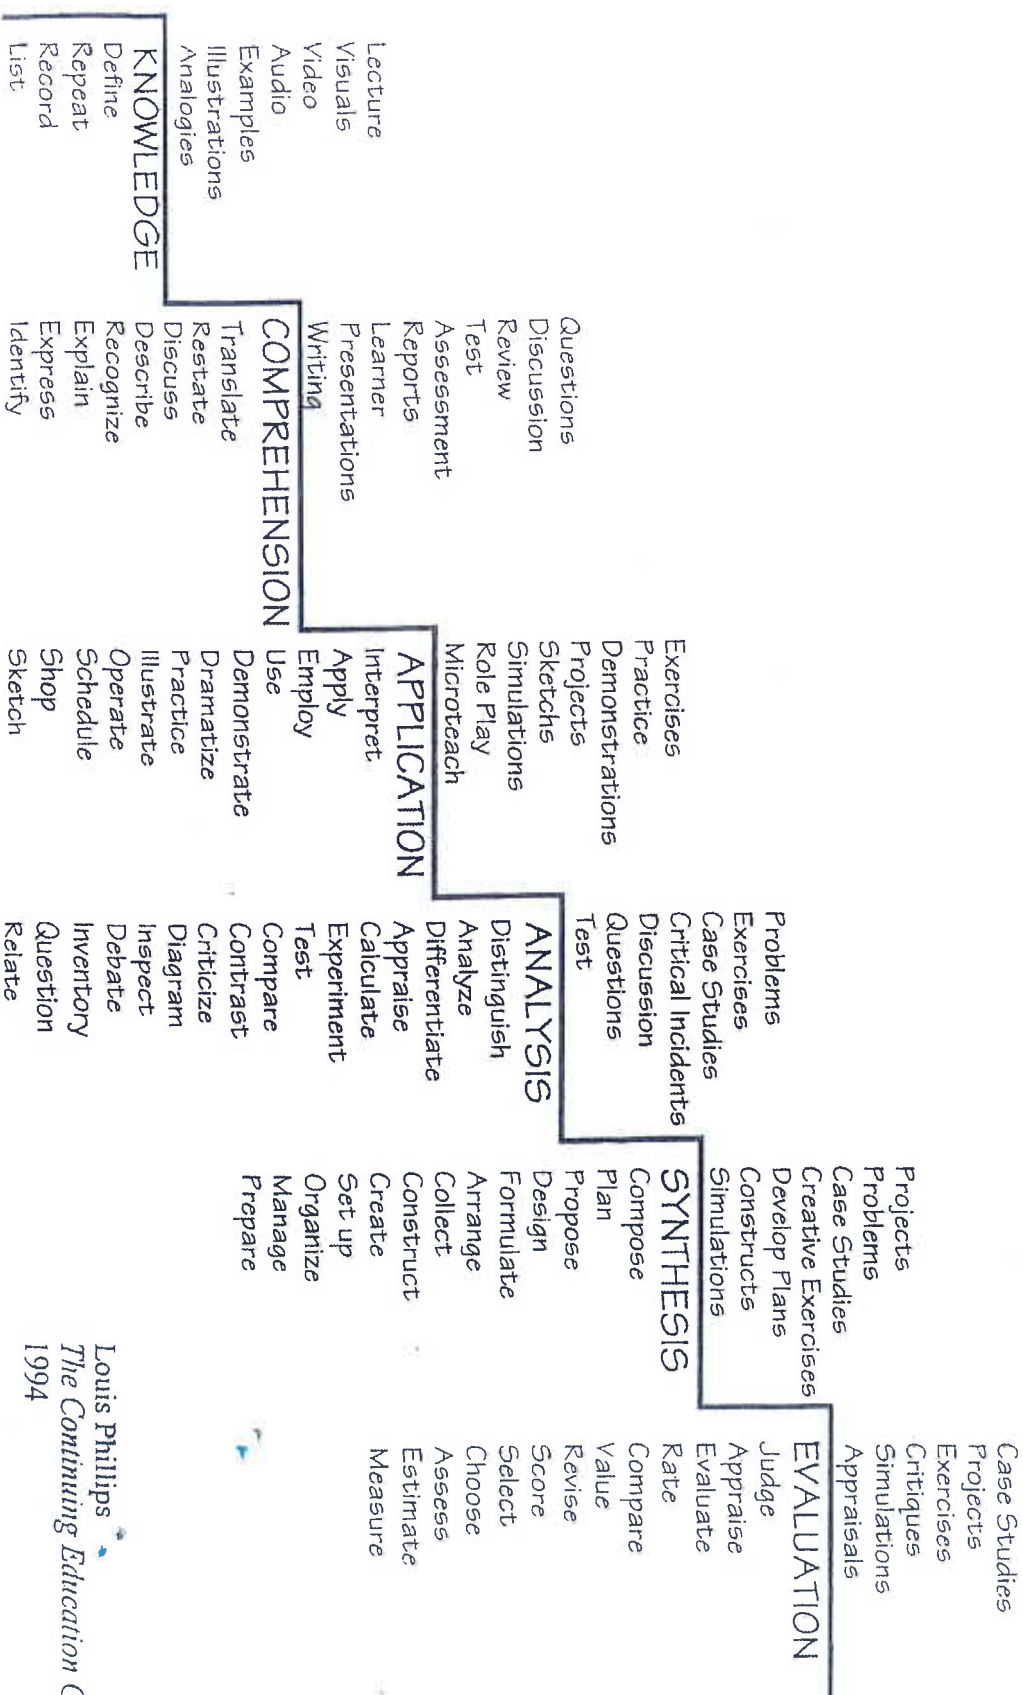 Lecture
Visuals
Video
Audio
Examples
Illustrations
Analogies
KNOWLEDGE
Define
Repeat
Record
List
Questions
Discussion
Review
Test
Assessment
Reports
Learner
Presentations
Writing
COMPREHENSION
Translate
Restate
Discuss
Describe
Recognize
Explain
Express
Identify
Exercises
Practice
Demonstrations
Projects
Sketchs
Simulations
Role Play
Microteach
APPLICATION
Interpret
Apply
Employ
Use
Demonstrate
Dramatize
Practice
Illustrate
Operate
Schedule
Shop
Sketch
Problems
Exercises
Case Studies
Critical Incidents
Discussion
Questions
Test
ANALYSIS
Distinguish
Analyze
Differentiate
Appraise
Calculate
Experiment
Test
Compare
Contrast
Criticize
Diagram
Inspect
Debate
Inventory
Question
Relate
Projects
Problems
Case Studies
Creative Exercises
Develop Plans
Constructs
Simulations
SYNTHESIS
Compose
Plan
Propose
Design
Formulate
Arrange
Collect
Construct
Create
Set up
Organize
Manage
Prepare
Case Studies
Projects
Exercises
Critiques
Simulations
Appraisals
EVALUATION
Judge
Appraise
Evaluate
Rate
Compare
Value
Revise
Score
Select
Choose
Assess
Estimate
Measure
Louis Phillips
The Continuing Education
1994